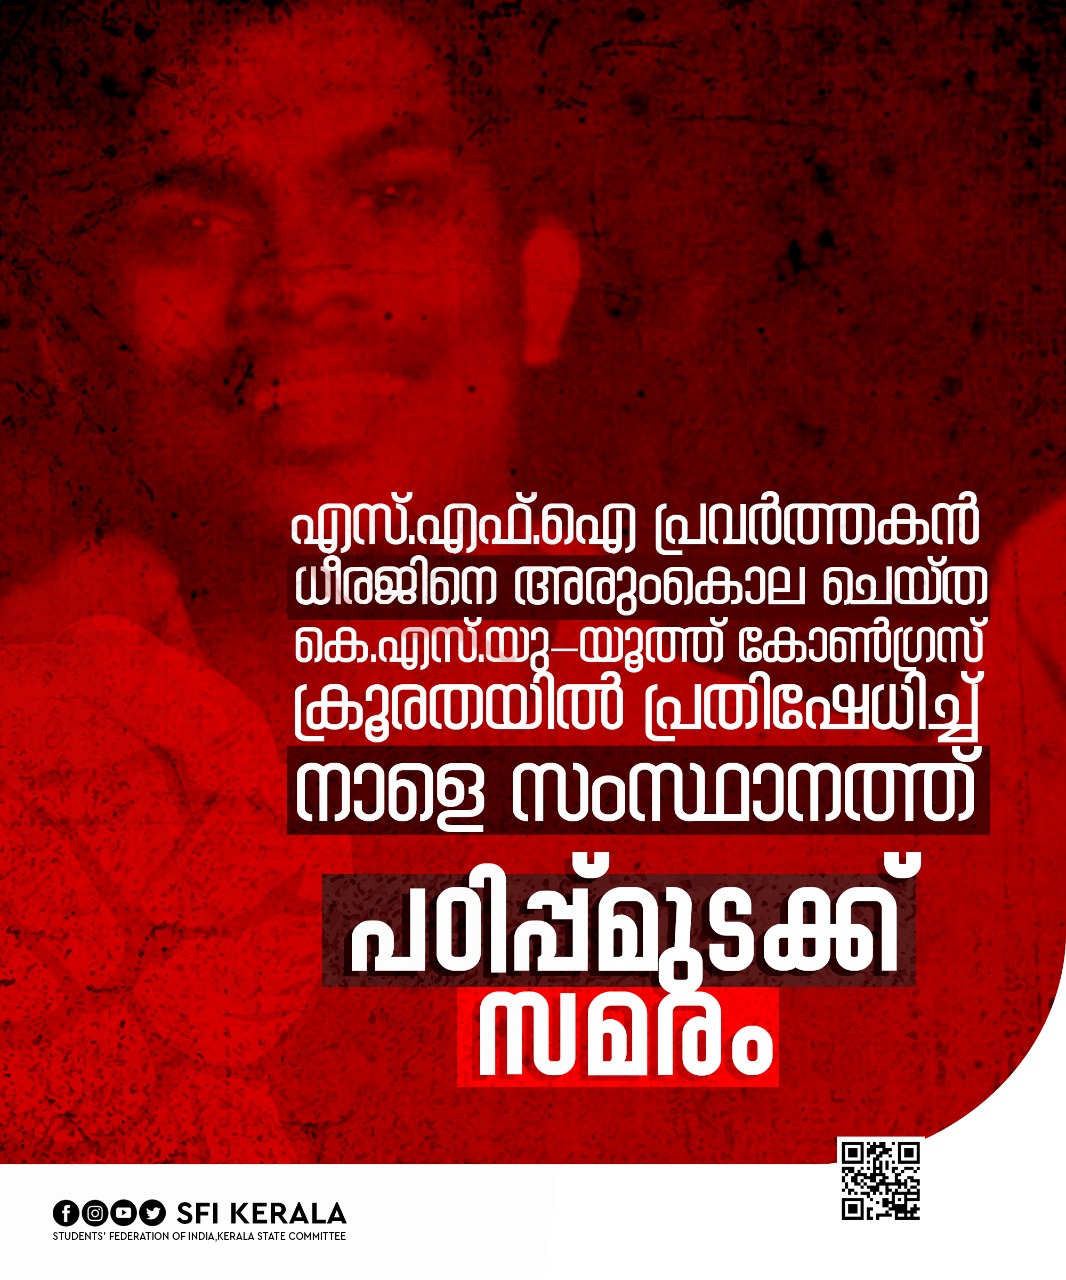 എസ്.എഫ്.ഐ പ്രവർത്തകൻ
ധീരജിനെ അരുംകൊല ചെയ്ത
കെ.എസ്.യു-യൂത്ത് കോൺഗ്രസ്
ക്രൂരതയിൽ പ്രതിഷേധിച്ച്
നാളെ സംസ്ഥാനത്ത്
പഠിപ്പ്മുടക്ക്
സമരം
SFI KERALA
STUDENTS' FEDERATION OF INDIA,KERALA STATE COMMITTEE